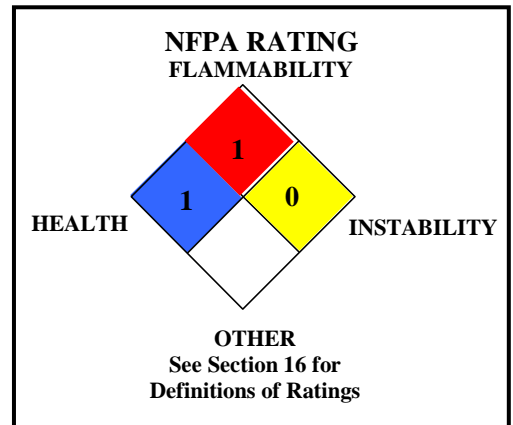 NFPA RATING
FLAMMABILITY
1
1
0
HEALTH
INSTABILITY
OTHER
See Section 16 for
Definitions of Ratings